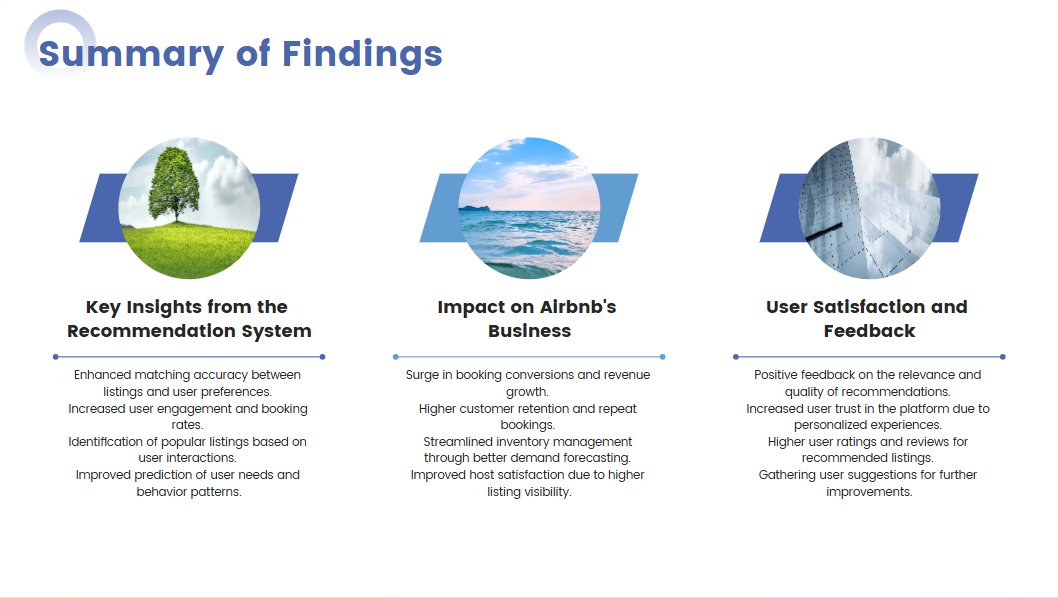 Summary of Findings
Key Insights from the
Recommendation System
Enhanced matching accuracy between
listings and user preferences.
Increased user engagement and booking
rates.
Identification of popular listings based on
user interactions.
Improved prediction of user needs and
behavior patterns.
Impact on Airbnb's
Business
Surge in booking conversions and revenue
growth.
Higher customer retention and repeat
bookings.
Streamlined inventory management
through better demand forecasting.
Improved host satisfaction due to higher
listing visibility.
User Satisfaction and
Feedback
Positive feedback on the relevance and
quality of recommendations.
Increased user trust in the platform due to
personalized experiences.
Higher user ratings and reviews for
recommended listings.
Gathering user suggestions for further
improvements.